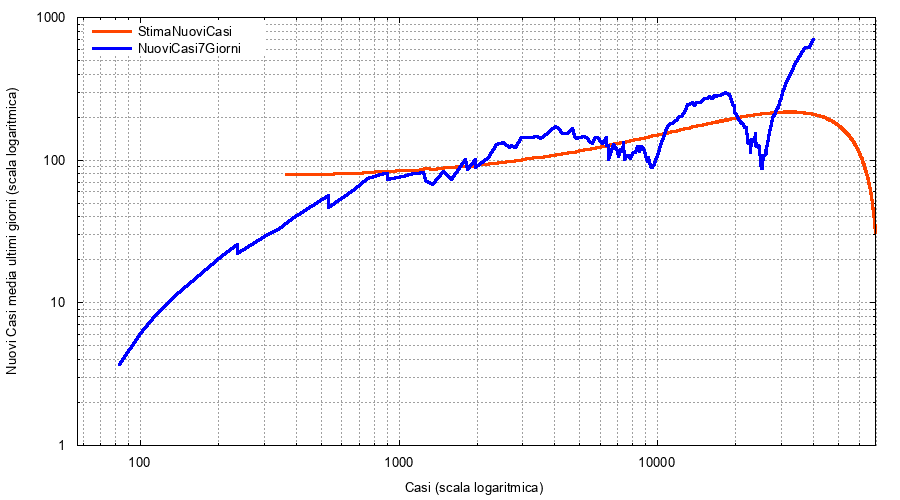 1000
StimaNuoviCasi
NuoviCasi7Giorni
100
10
1
Nuovi Casi media ultimi giorni (scala logaritmica)
100
1000
10000
Casi (scala logaritmica)